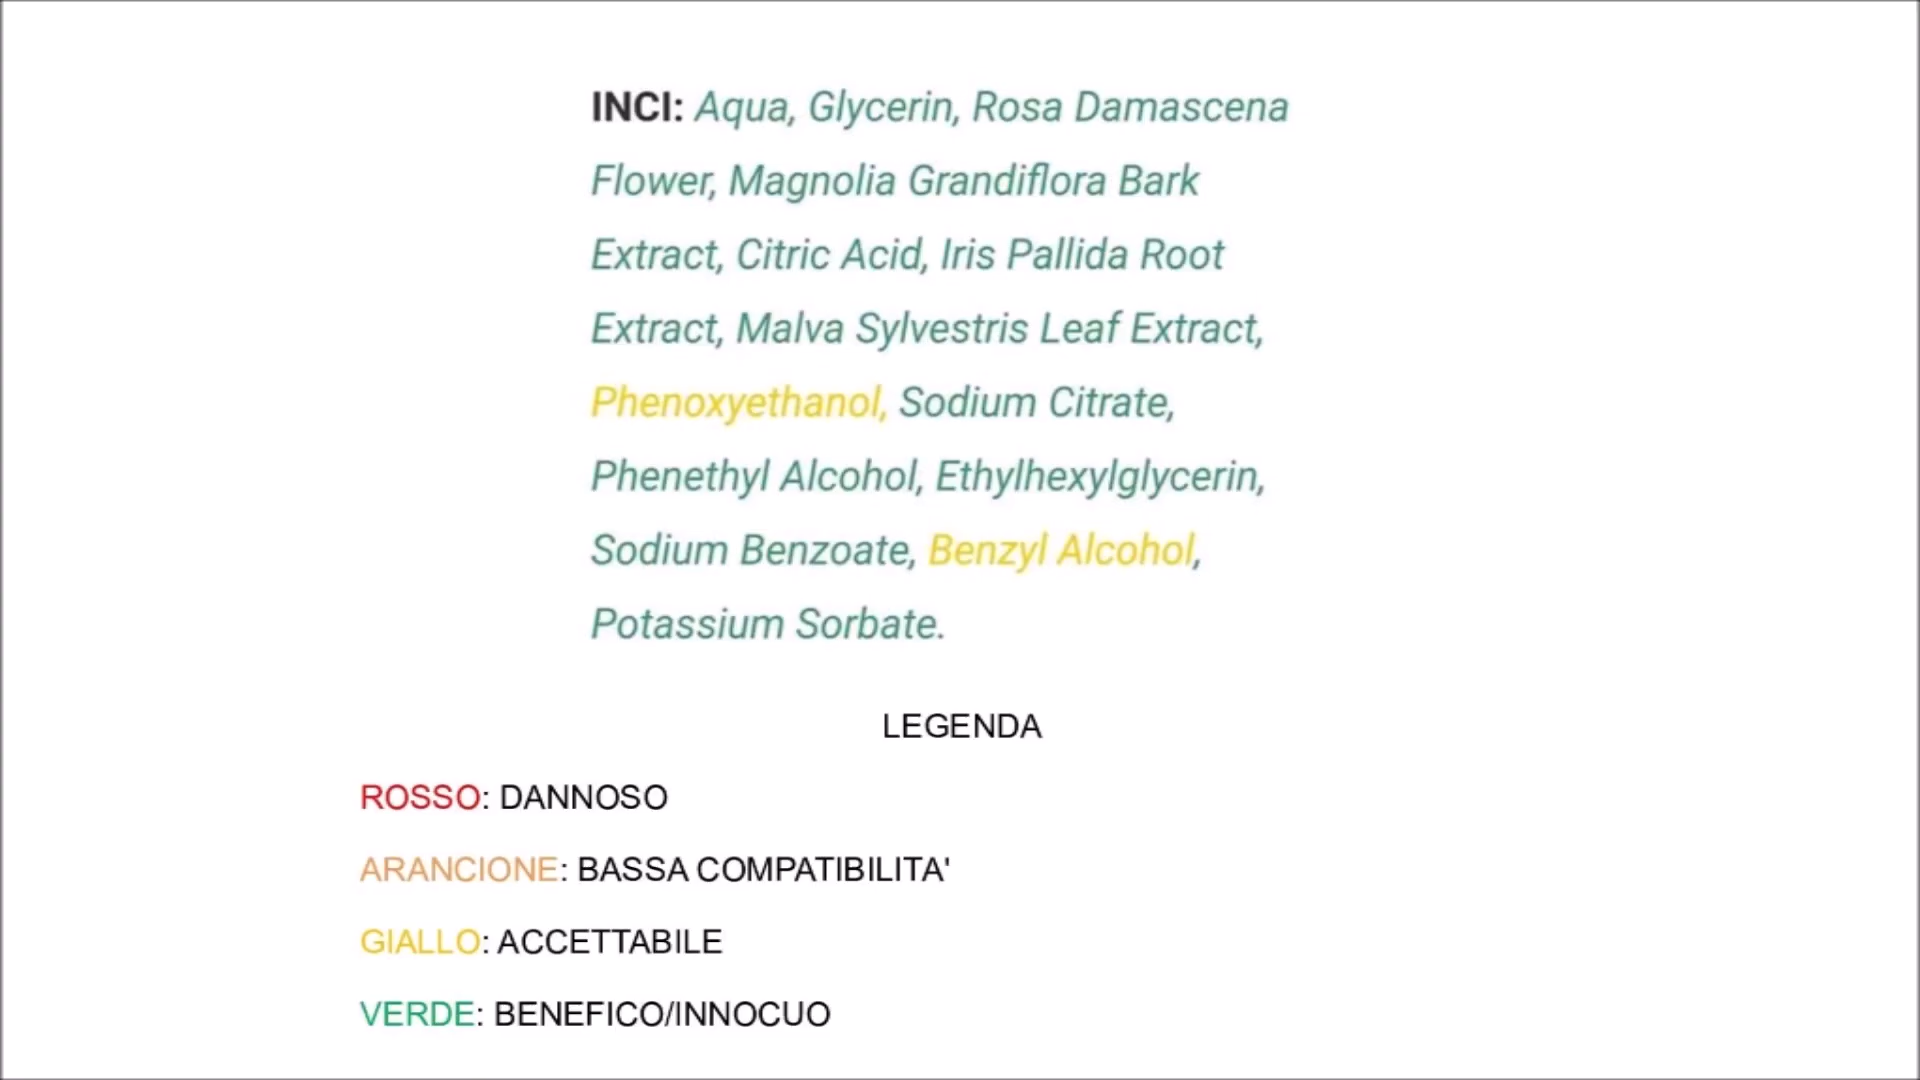 INCI: Aqua, Glycerin, Rosa Damascena
Flower, Magnolia Grandiflora Bark
Extract, Citric Acid, Iris Pallida Root
Extract, Malva Sylvestris Leaf Extract,
Phenoxyethanol, Sodium Citrate,
Phenethyl Alcohol, Ethylhexylglycerin,
Sodium Benzoate, Benzyl Alcohol,
Potassium Sorbate.
LEGENDA
ROSSO: DANNOSO
ARANCIONE: BASSA COMPATIBILITA'
GIALLO: ACCETTABILE
VERDE: BENEFICO/INNOCUO